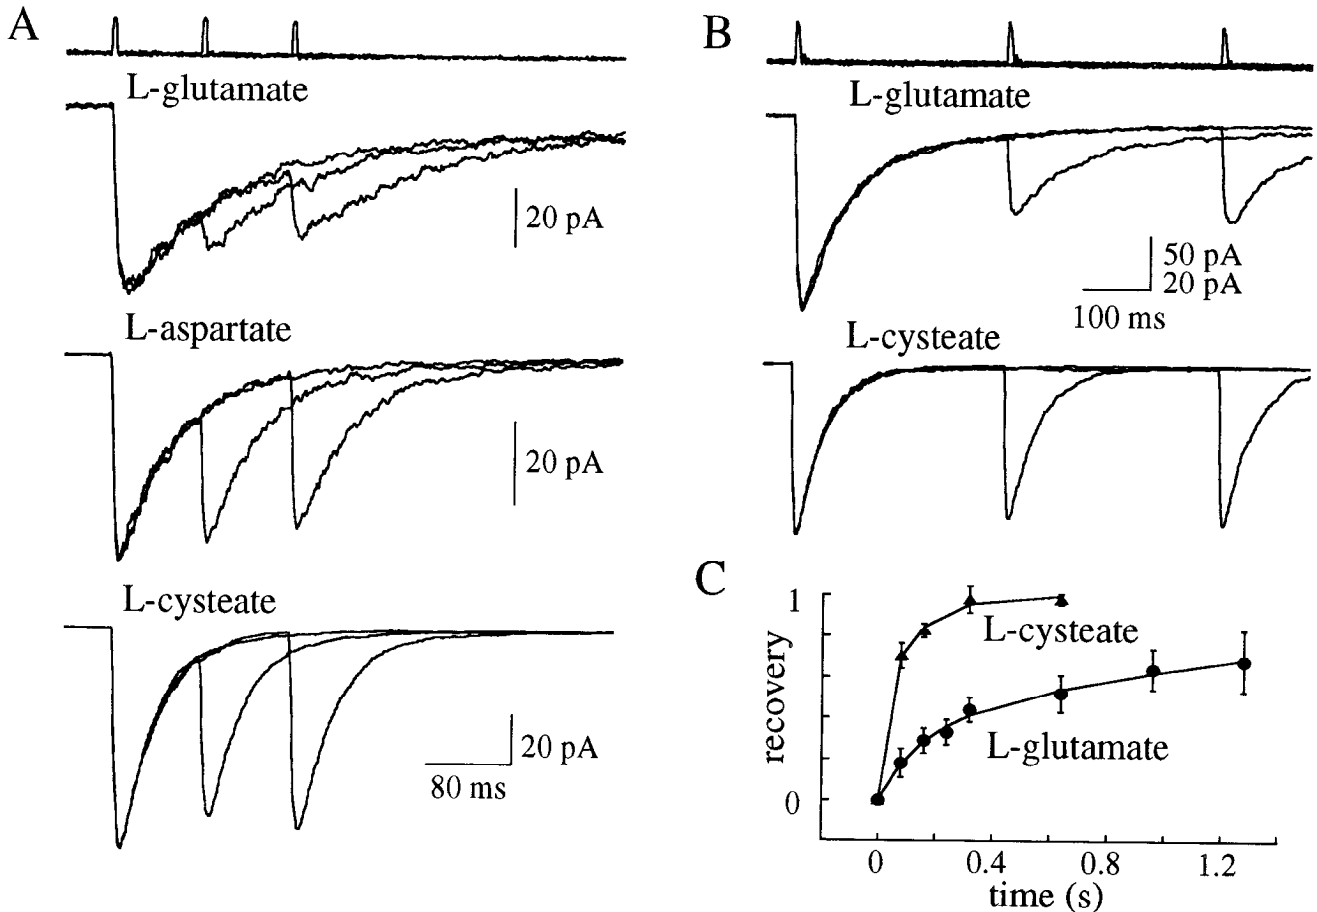 A
L-glutamate
20 pA
L-aspartate
20 pA
L-cysteate
20 pA
80 ms
B
L-glutamate
50 pA
20 pA
100 ms
L-cysteate
C
1
recovery
0
L-cysteate
L-glutamate
0 0.4 0.8 1.2
time (s)